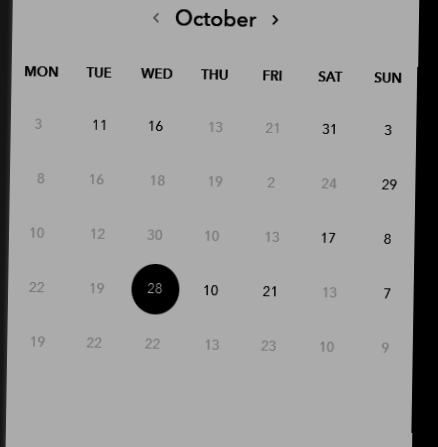 ‹ October ›
MON TUE WED THU FRI SAT SUN
3 11 16 13 21 31 3
8 16 18 19 2 24 29
10 12 30 10 13 17 8
22 19 28 10 21 13 7
19 22 22 13 23 10 9